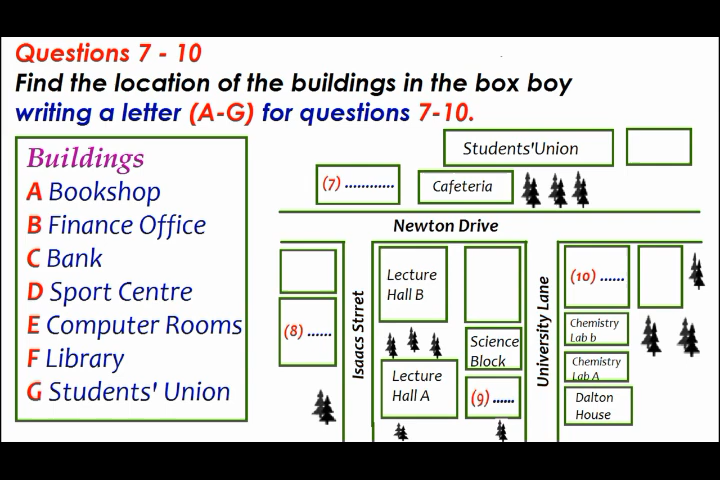 Questions 7 - 10
Find the location of the buildings in the box boy
writing a letter (A-G) for questions 7-10.
Buildings
A Bookshop
B Finance Office
C Bank
D Sport Centre
E Computer Rooms
F Library
G Students' Union
Students'Union
(7) ............
Cafeteria
Newton Drive
Lecture
Hall B
(10) ......
(8) ......
Isaacs Strret
University Lane
Science
Block
Chemistry
Lab b
Lecture
Hall A
(9) ......
Chemistry
Lab A
Dalton
House